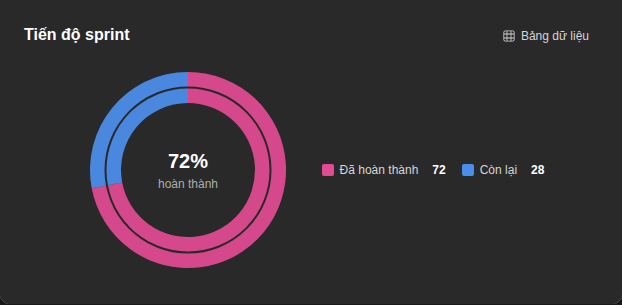 Tiến độ sprint
Bảng dữ liệu
72%
hoàn thành
Đã hoàn thành 72 Còn lại 28